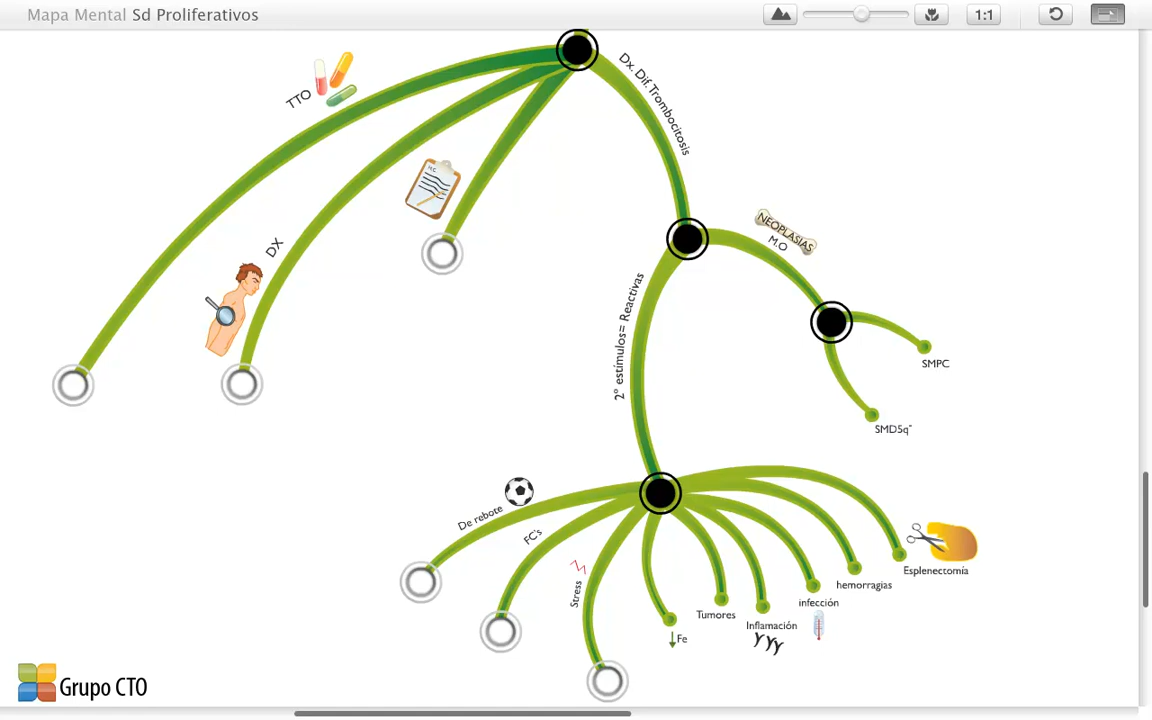 Mapa Mental Sd Proliferativos
1:1
TTO
Dx. Dif. Trombocitosis
DX
NEOPLASIAS
M.O
2º estímulos= Reactivas
SMPC
SMD5q-
De rebote
FC's
Stress
Fe
Tumores
Inflamación
infección
hemorragias
Esplenectomía
Grupo CTO